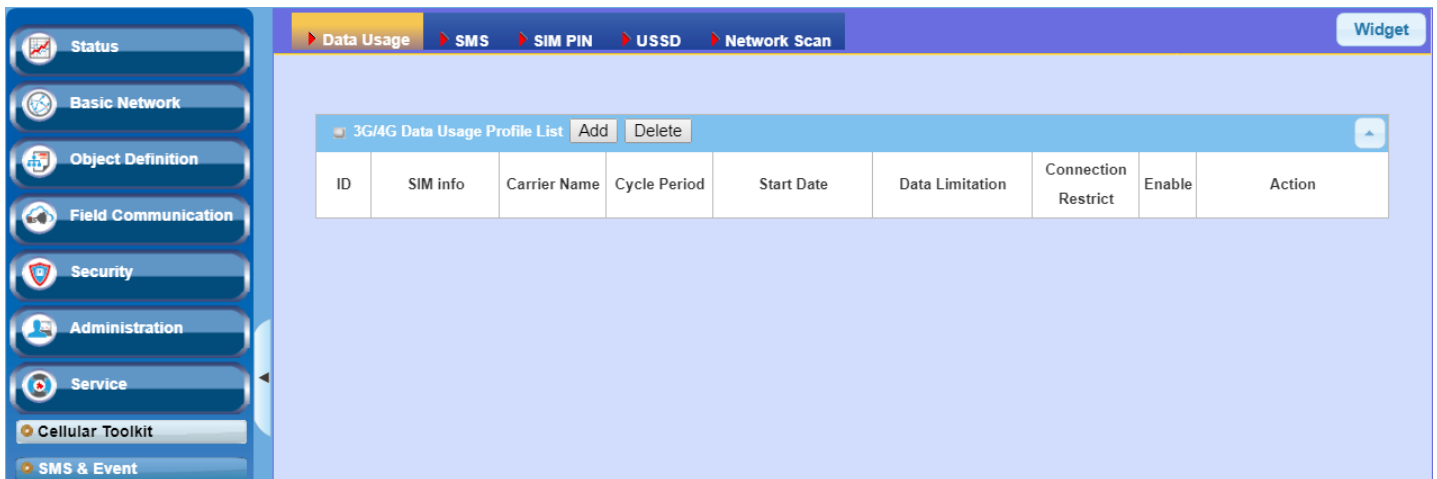 Status
Basic Network
Object Definition
Field Communication
Security
Administration
Service
Cellular Toolkit
SMS & Event
Data Usage SMS SIM PIN USSD Network Scan
Widget
3G/4G Data Usage Profile List Add Delete
ID SIM info Carrier Name Cycle Period Start Date Data Limitation Connection Restrict Enable Action